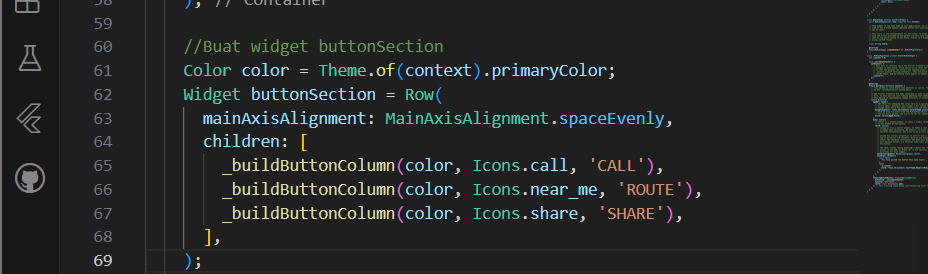 58 ); // Container
59
60 //Buat widget buttonSection
61 Color color = Theme.of(context).primaryColor;
62 Widget buttonSection = Row(
63 mainAxisAlignment: MainAxisAlignment.spaceEvenly,
64 children: [
65 _buildButtonColumn(color, Icons.call, 'CALL'),
66 _buildButtonColumn(color, Icons.near_me, 'ROUTE'),
67 _buildButtonColumn(color, Icons.share, 'SHARE'),
68 ],
69 );